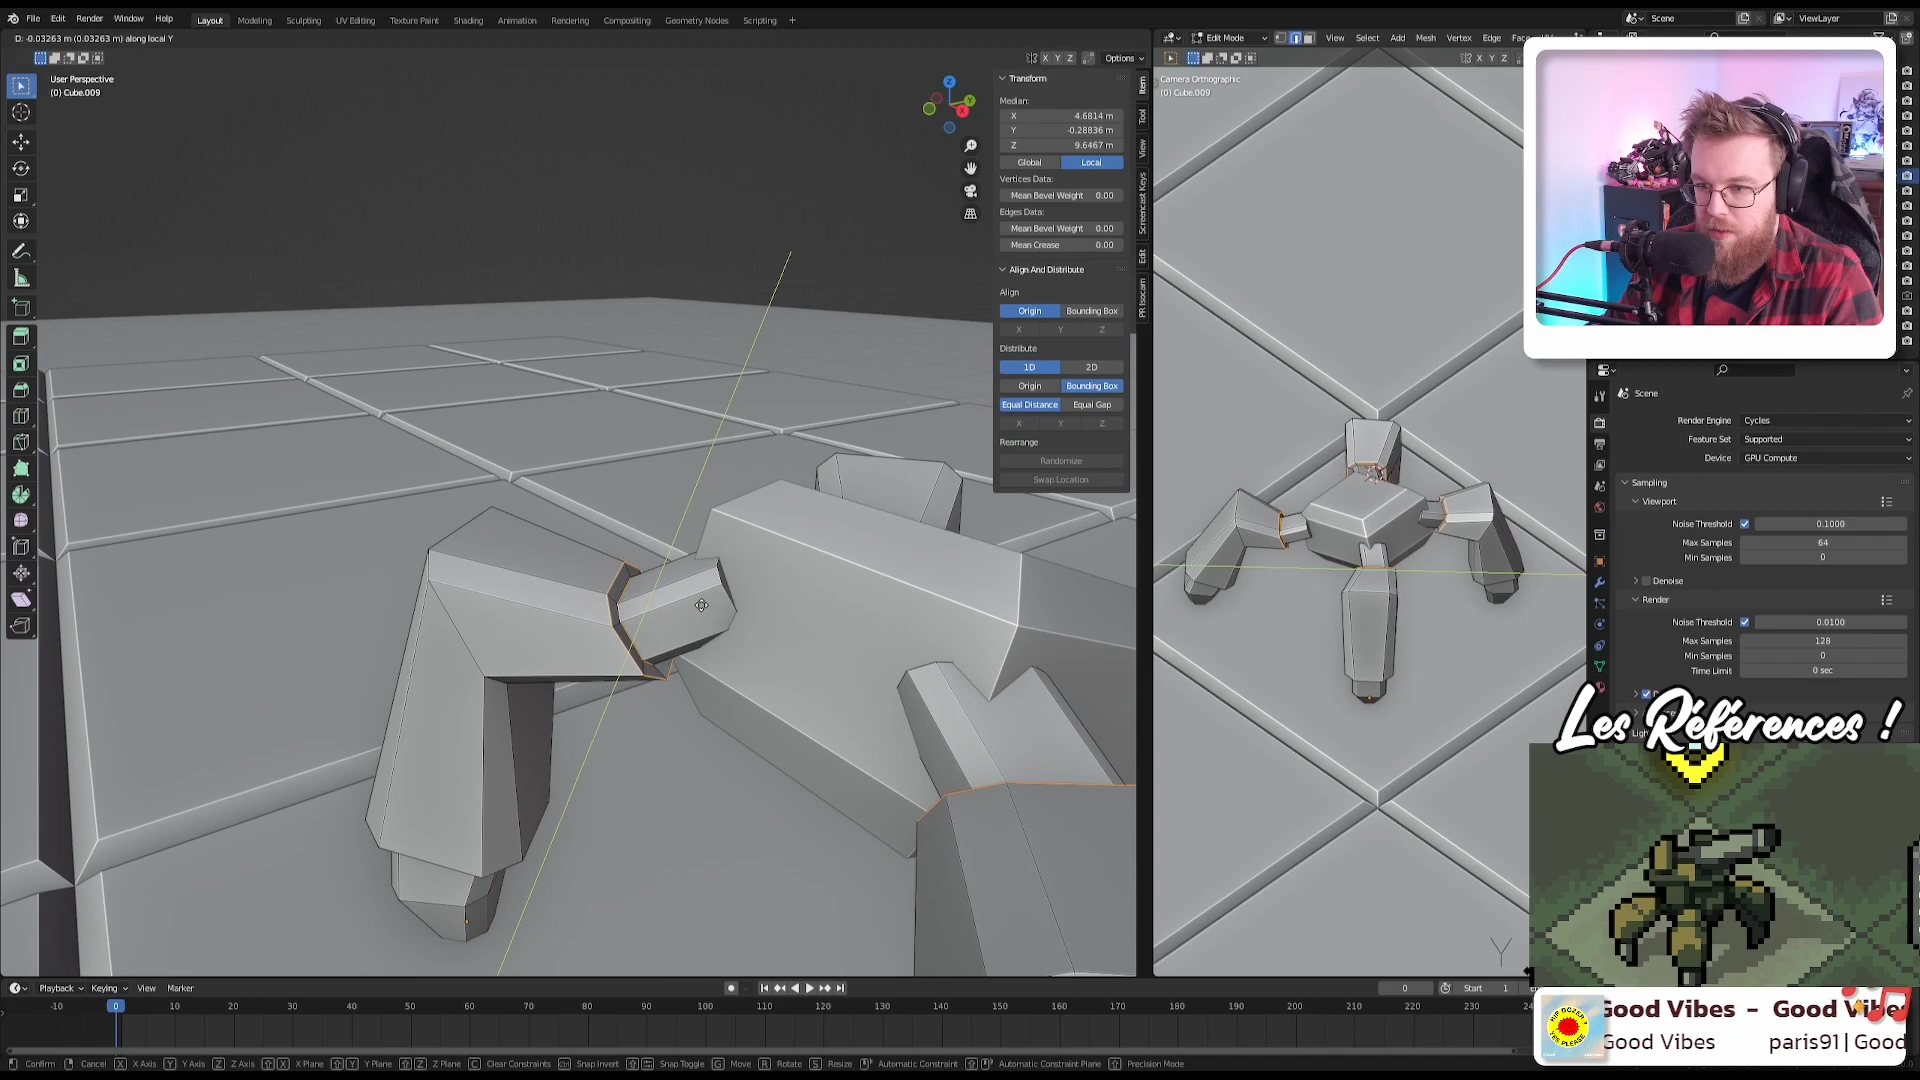 File Edit Render Window Help
Layout Modeling Sculpting UV Editing Texture Paint Shading Animation Rendering Compositing Geometry Nodes Scripting +
Scene ViewLayer
D: -0.03263 m (0.03263 m) along local Y
Edit Mode View Select Add Mesh Vertex Edge Face
X Y Z Options
X Y Z
User Perspective
(0) Cube.009
Camera Orthographic
(0) Cube.009
Z
Y
X
Transform
Median:
X 4.6814 m
Y -0.28836 m
Z 9.6467 m
Global Local
Vertices Data:
Mean Bevel Weight 0.00
Edges Data:
Mean Bevel Weight 0.00
Mean Crease 0.00
Align And Distribute
Align
Origin Bounding Box
X Y Z
Distribute
1D 2D
Origin Bounding Box
Equal Distance Equal Gap
X Y Z
Rearrange
Randomize
Swap Location
Item
Tool
View
Screencast Keys
Edit
PR Isocam
Scene
Render Engine Cycles
Feature Set Supported
Device GPU Compute
Sampling
Viewport
Noise Threshold 0.1000
Max Samples 64
Min Samples 0
Denoise
Render
Noise Threshold 0.0100
Max Samples 128
Min Samples 0
Time Limit 0 sec
Les Références !
Y
Playback Keying View Marker
0 Start 1
-10 0 10 20 30 40 50 60 70 80 90 100 110 120 130 140 150 160 170 180 190 200 210 220 230
Good Vibes - Good Vibes
Good Vibes paris91 | Good
Confirm Cancel X X Axis Y Y Axis Z Z Axis X X Plane Y Y Plane Z Z Plane C Clear Constraints Snap Invert Snap Toggle G Move R Rotate S Resize Automatic Constraint Automatic Constraint Plane Precision Mode